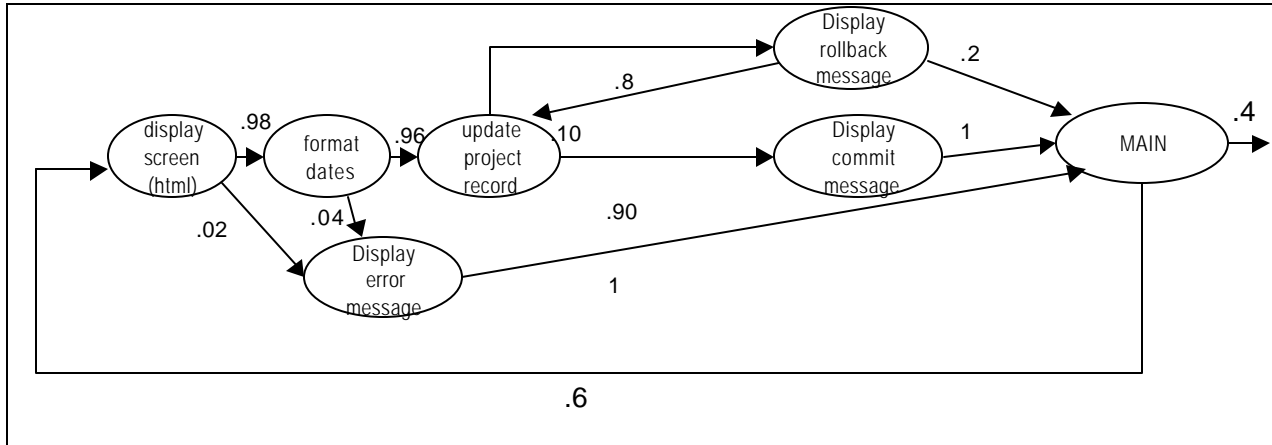 Display
rollback
message
.2
.8
.4
display
screen
(html)
.98
format
dates
.96
update
project
record
.10
Display
commit
message
1
MAIN
.02
.04
.90
Display
error
message
1
.6